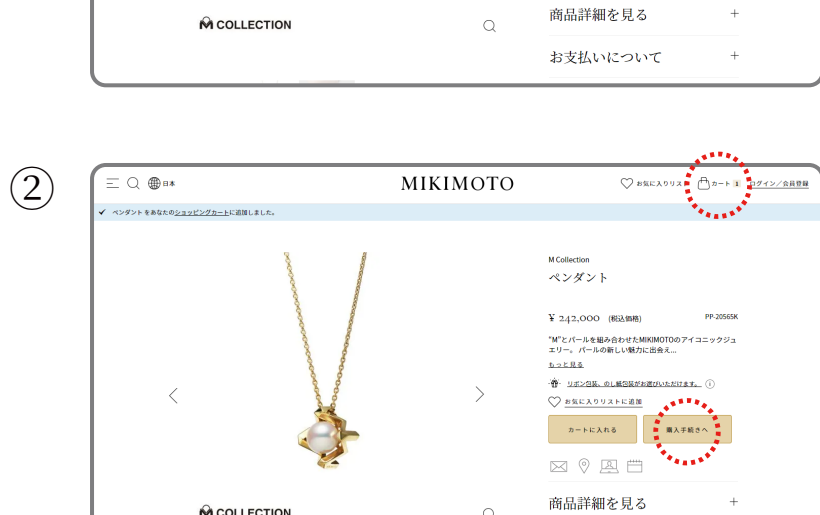 M COLLECTION
商品詳細を見る +
お支払いについて +
②
日本
MIKIMOTO
お気に入りリスト
カート 1
ログイン／会員登録
✓ ペンダント をあなたのショッピングカートに追加しました。
M Collection
ペンダント
¥ 242,000 (税込価格) PP-20565K
"M"とパールを組み合わせたMIKIMOTOのアイコニックジュ
エリー。 パールの新しい魅力に出会え...
もっと見る
リボン包装、のし紙包装がお選びいただけます。 i
お気に入りリストに追加
カートに入れる
購入手続きへ
商品詳細を見る +
M COLLECTION